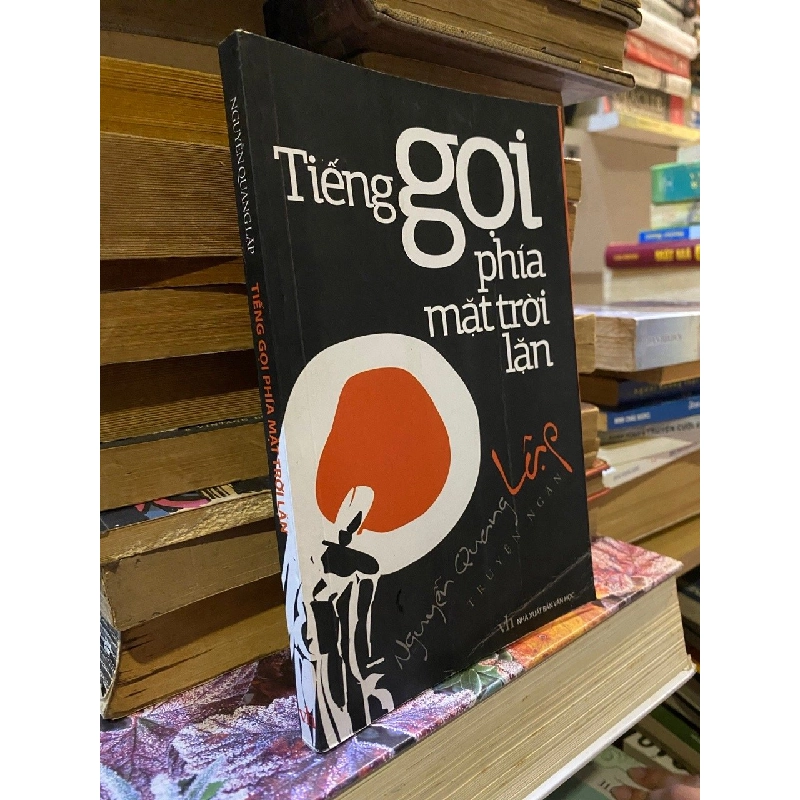 Tiếng gọi
phía
mặt trời
lặn
Nguyễn Quang Lập
TRUYỆN NGẮN
vh NHÀ XUẤT BẢN VĂN HỌC
NGUYỄN QUANG LẬP TIẾNG GỌI PHÍA MẶT TRỜI LẶN